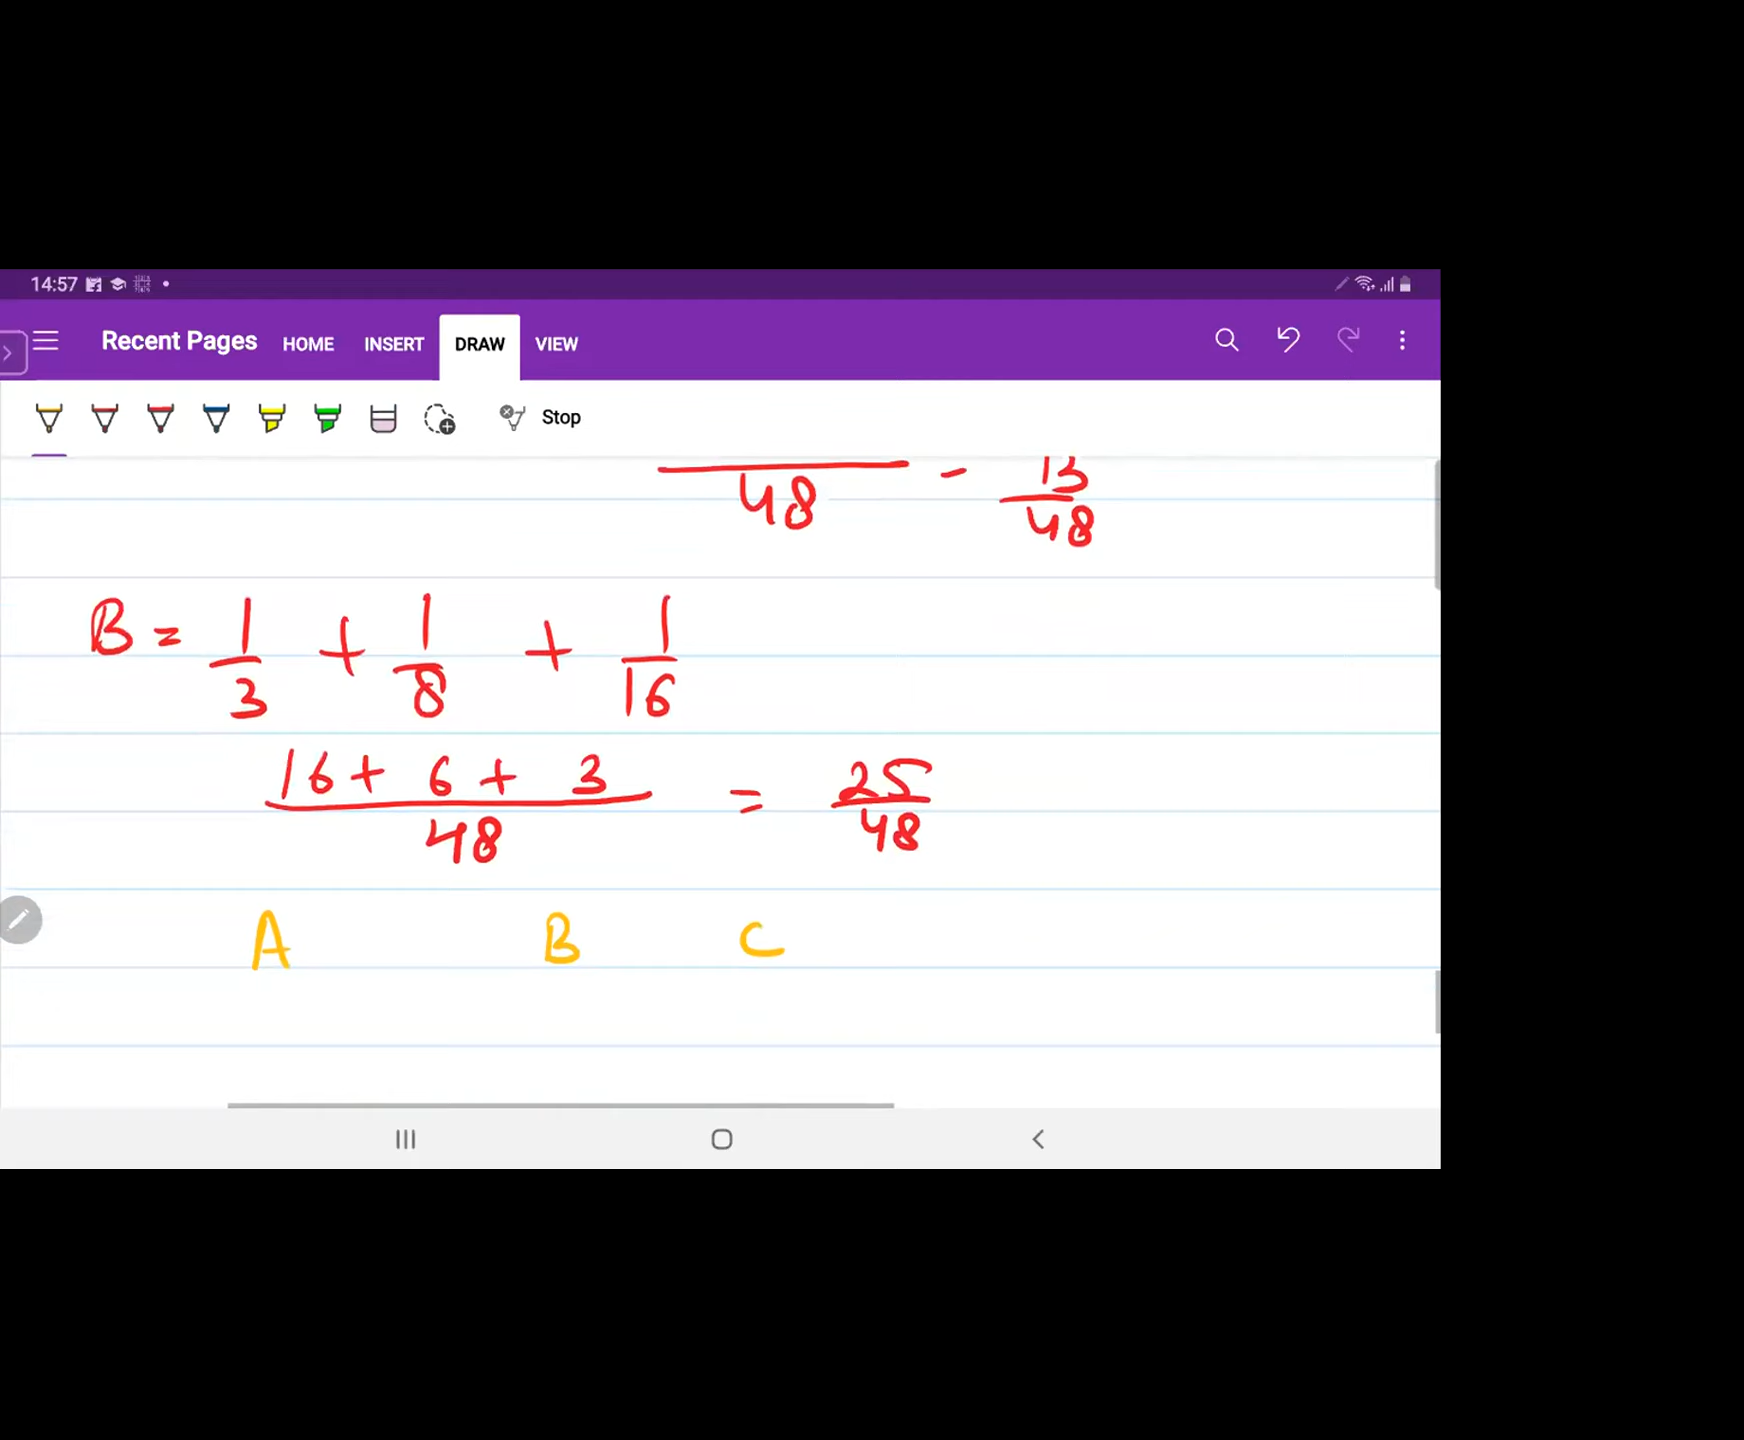 14:57
Recent Pages HOME INSERT DRAW VIEW
Stop
48 - 13/48
B = 1/3 + 1/8 + 1/16
16 + 6 + 3 / 48 = 25/48
A B C